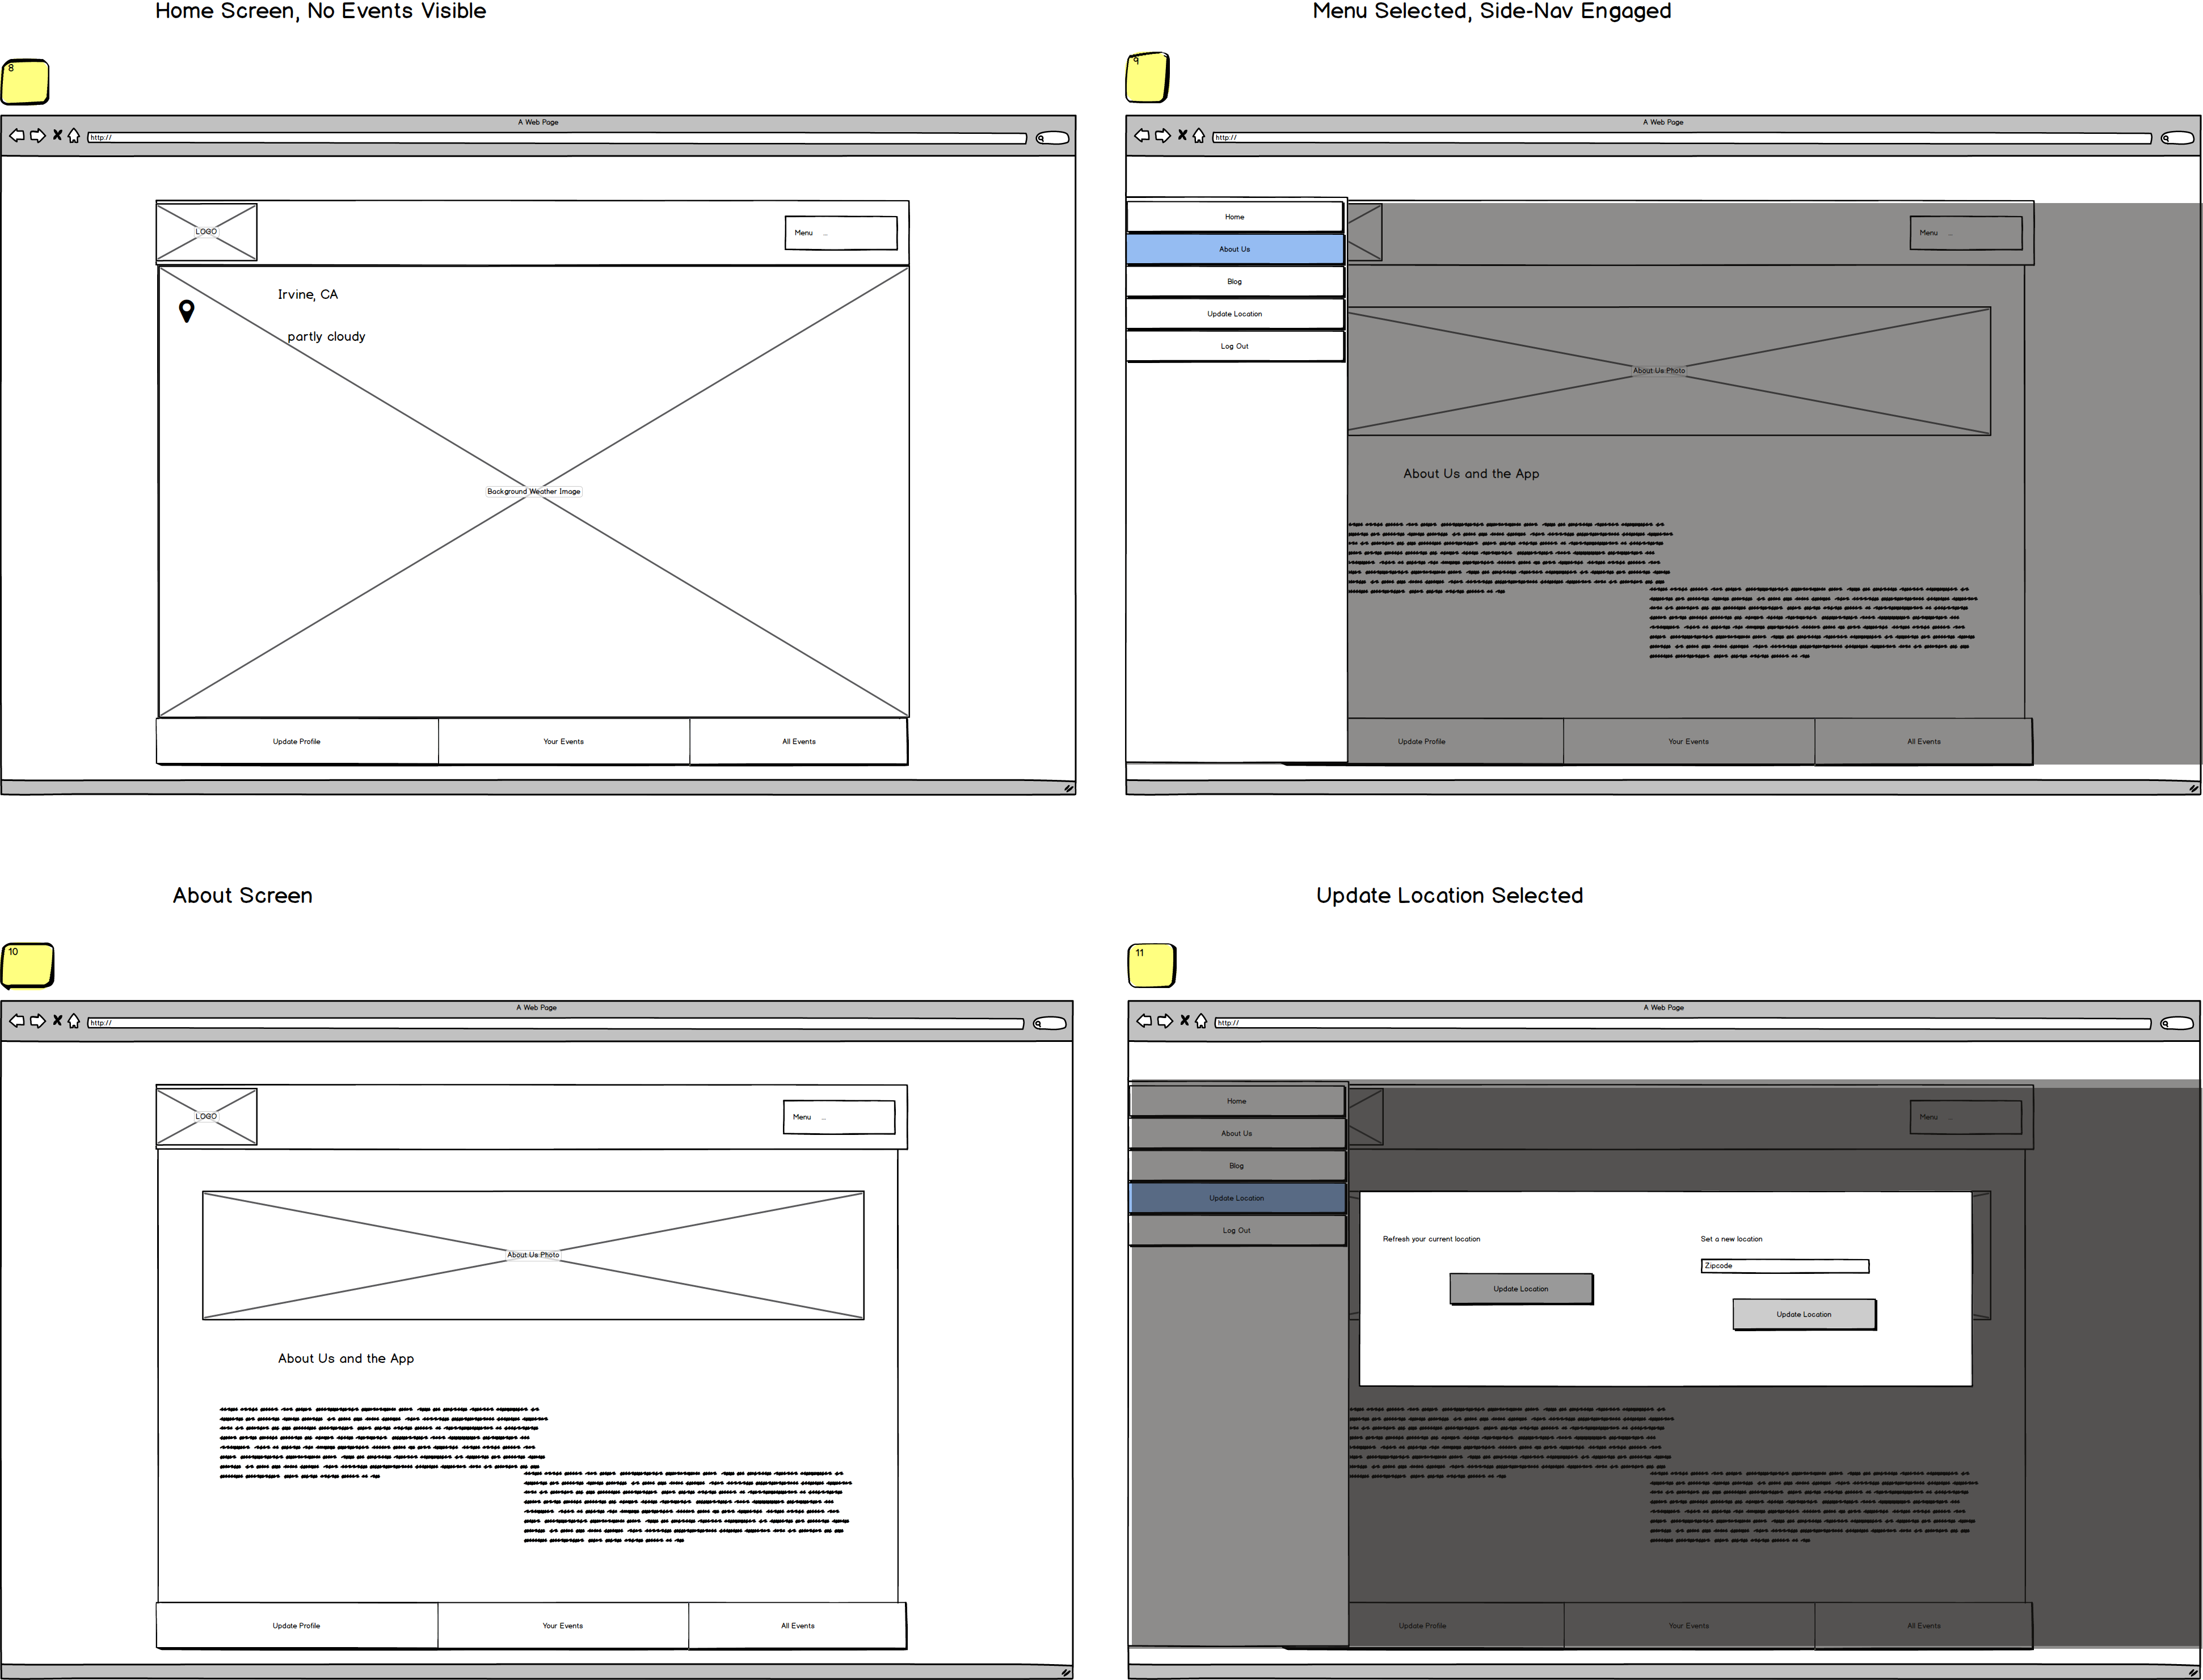 Home Screen, No Events Visible
8
A Web Page
http://
LOGO
Menu ...
Irvine, CA
partly cloudy
Background Weather Image
Update Profile
Your Events
All Events
Menu Selected, Side-Nav Engaged
9
A Web Page
http://
Home
About Us
Blog
Update Location
Log Out
Menu ...
About Us Photo
About Us and the App
Update Profile
Your Events
All Events
About Screen
10
A Web Page
http://
LOGO
Menu ...
About Us Photo
About Us and the App
Update Profile
Your Events
All Events
Update Location Selected
11
A Web Page
http://
Home
About Us
Blog
Update Location
Log Out
Menu ...
Refresh your current location
Update Location
Set a new location
Zipcode
Update Location
Update Profile
Your Events
All Events